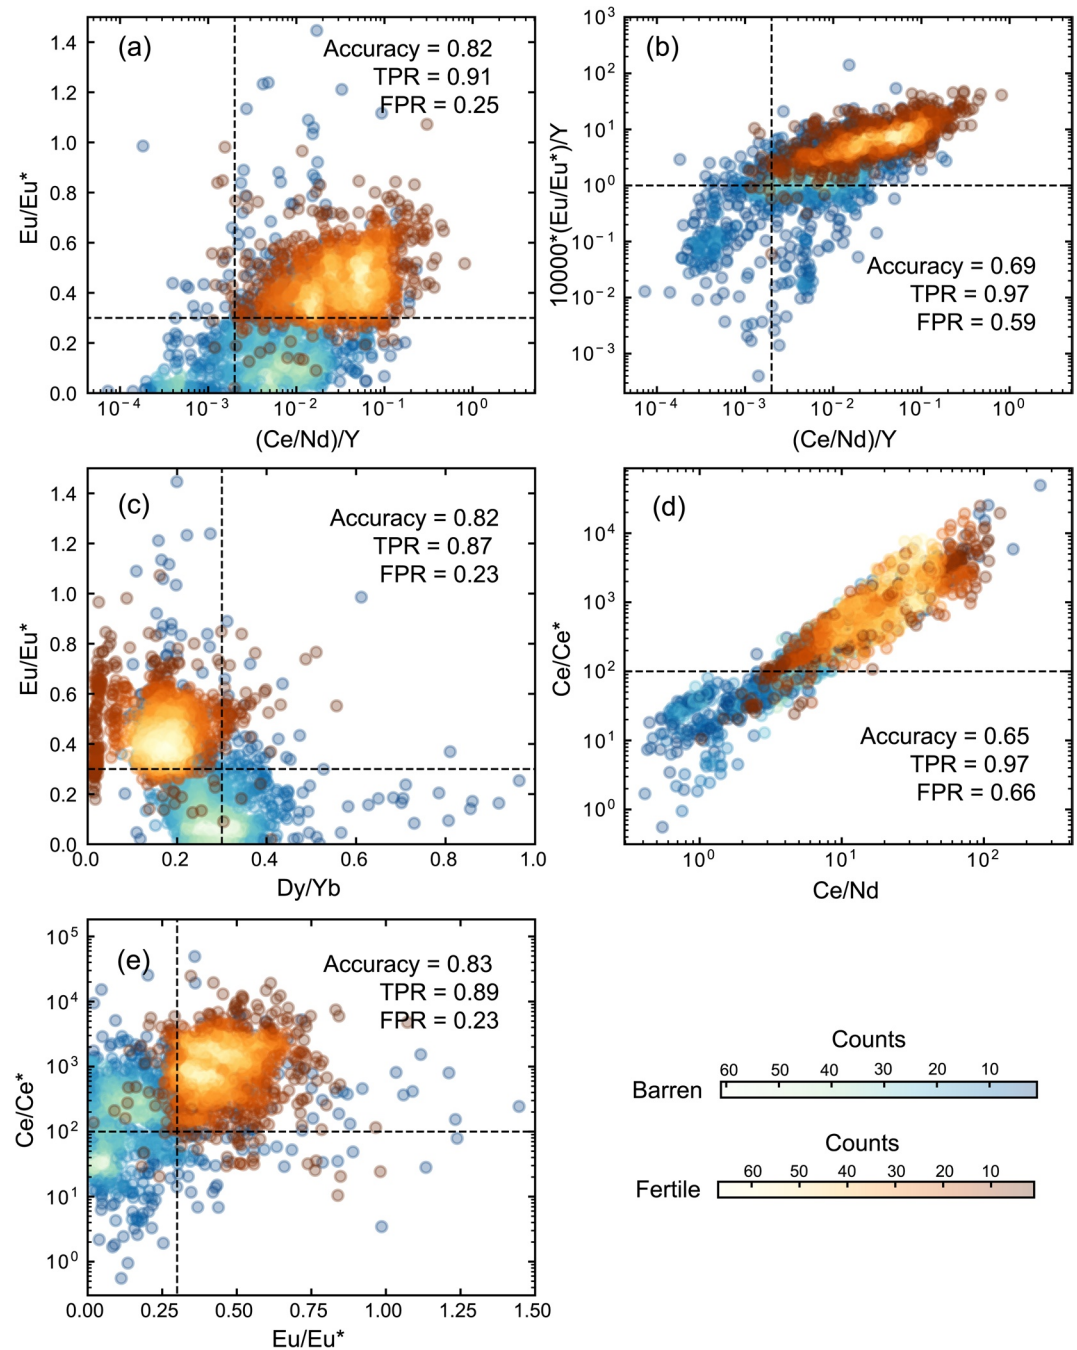 (a)
Accuracy = 0.82
TPR = 0.91
FPR = 0.25
Eu/Eu*
1.4
1.2
1.0
0.8
0.6
0.4
0.2
0.0
10⁻⁴ 10⁻³ 10⁻² 10⁻¹ 10⁰
(Ce/Nd)/Y
(b)
10000*(Eu/Eu*)/Y
10³
10²
10¹
10⁰
10⁻¹
10⁻²
10⁻³
Accuracy = 0.69
TPR = 0.97
FPR = 0.59
10⁻⁴ 10⁻³ 10⁻² 10⁻¹ 10⁰
(Ce/Nd)/Y
(c)
Accuracy = 0.82
TPR = 0.87
FPR = 0.23
Eu/Eu*
1.4
1.2
1.0
0.8
0.6
0.4
0.2
0.0
0.0 0.2 0.4 0.6 0.8 1.0
Dy/Yb
(d)
Ce/Ce*
10⁴
10³
10²
10¹
10⁰
Accuracy = 0.65
TPR = 0.97
FPR = 0.66
10⁰ 10¹ 10²
Ce/Nd
(e)
Accuracy = 0.83
TPR = 0.89
FPR = 0.23
Ce/Ce*
10⁵
10⁴
10³
10²
10¹
10⁰
0.00 0.25 0.50 0.75 1.00 1.25 1.50
Eu/Eu*
Counts
60 50 40 30 20 10
Barren
Counts
60 50 40 30 20 10
Fertile